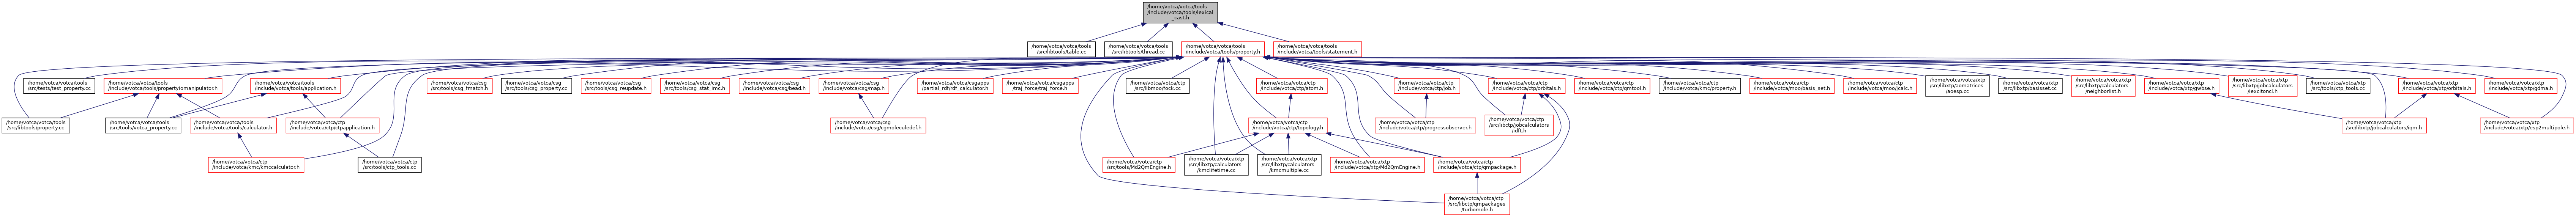 /home/votca/votca/tools
/include/votca/tools/lexical
_cast.h
/home/votca/votca/tools
/src/libtools/table.cc
/home/votca/votca/tools
/src/libtools/thread.cc
/home/votca/votca/tools
/include/votca/tools/property.h
/home/votca/votca/tools
/include/votca/tools/statement.h
/home/votca/votca/tools
/src/tests/test_property.cc
/home/votca/votca/tools
/include/votca/tools/propertyiomanipulator.h
/home/votca/votca/tools
/include/votca/tools/application.h
/home/votca/votca/csg
/src/tools/csg_fmatch.h
/home/votca/votca/csg
/src/tools/csg_property.cc
/home/votca/votca/csg
/src/tools/csg_reupdate.h
/home/votca/votca/csg
/src/tools/csg_stat_imc.h
/home/votca/votca/csg
/include/votca/csg/bead.h
/home/votca/votca/csg
/include/votca/csg/map.h
/home/votca/votca/csgapps
/partial_rdf/rdf_calculator.h
/home/votca/votca/csgapps
/traj_force/traj_force.h
/home/votca/votca/ctp
/src/libmoo/fock.cc
/home/votca/votca/ctp
/include/votca/ctp/atom.h
/home/votca/votca/ctp
/include/votca/ctp/job.h
/home/votca/votca/ctp
/include/votca/ctp/orbitals.h
/home/votca/votca/ctp
/include/votca/ctp/qmtool.h
/home/votca/votca/ctp
/include/votca/kmc/property.h
/home/votca/votca/ctp
/include/votca/moo/basis_set.h
/home/votca/votca/ctp
/include/votca/moo/jcalc.h
/home/votca/votca/xtp
/src/libxtp/aomatrices
/aoesp.cc
/home/votca/votca/xtp
/src/libxtp/basisset.cc
/home/votca/votca/xtp
/src/libxtp/calculators
/neighborlist.h
/home/votca/votca/xtp
/include/votca/xtp/gwbse.h
/home/votca/votca/xtp
/src/libxtp/jobcalculators
/iexcitoncl.h
/home/votca/votca/xtp
/src/tools/xtp_tools.cc
/home/votca/votca/xtp
/include/votca/xtp/orbitals.h
/home/votca/votca/xtp
/include/votca/xtp/gdma.h
/home/votca/votca/tools
/src/libtools/property.cc
/home/votca/votca/tools
/src/tools/votca_property.cc
/home/votca/votca/tools
/include/votca/tools/calculator.h
/home/votca/votca/ctp
/include/votca/ctp/ctpapplication.h
/home/votca/votca/csg
/include/votca/csg/cgmoleculedef.h
/home/votca/votca/ctp
/include/votca/ctp/topology.h
/home/votca/votca/ctp
/include/votca/ctp/progressobserver.h
/home/votca/votca/ctp
/src/libctp/jobcalculators
/idft.h
/home/votca/votca/xtp
/src/libxtp/jobcalculators/iqm.h
/home/votca/votca/xtp
/include/votca/xtp/esp2multipole.h
/home/votca/votca/ctp
/include/votca/kmc/kmccalculator.h
/home/votca/votca/ctp
/src/tools/ctp_tools.cc
/home/votca/votca/ctp
/src/tools/Md2QmEngine.h
/home/votca/votca/xtp
/src/libxtp/calculators
/kmclifetime.cc
/home/votca/votca/xtp
/src/libxtp/calculators
/kmcmultiple.cc
/home/votca/votca/xtp
/include/votca/xtp/Md2QmEngine.h
/home/votca/votca/ctp
/include/votca/ctp/qmpackage.h
/home/votca/votca/ctp
/src/libctp/qmpackages
/turbomole.h